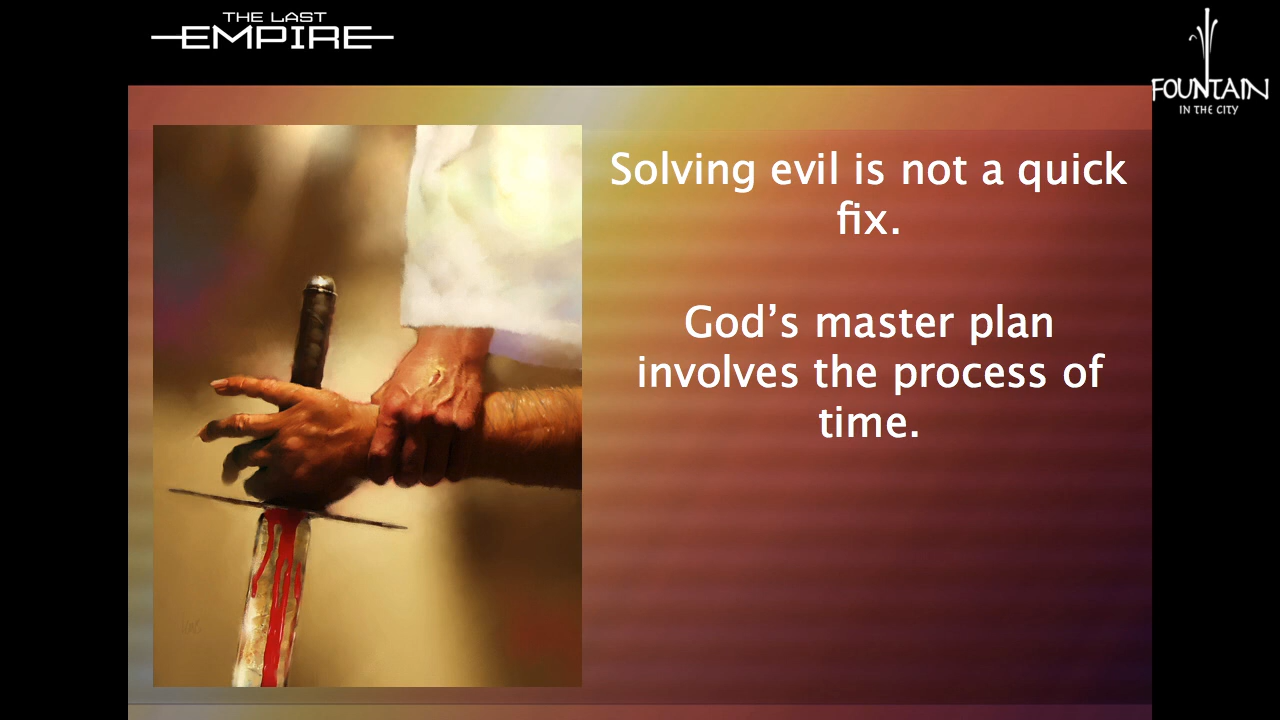 THE LAST
EMPIRE
FOUNTAIN
IN THE CITY
Solving evil is not a quick
fix.
God’s master plan
involves the process of
time.